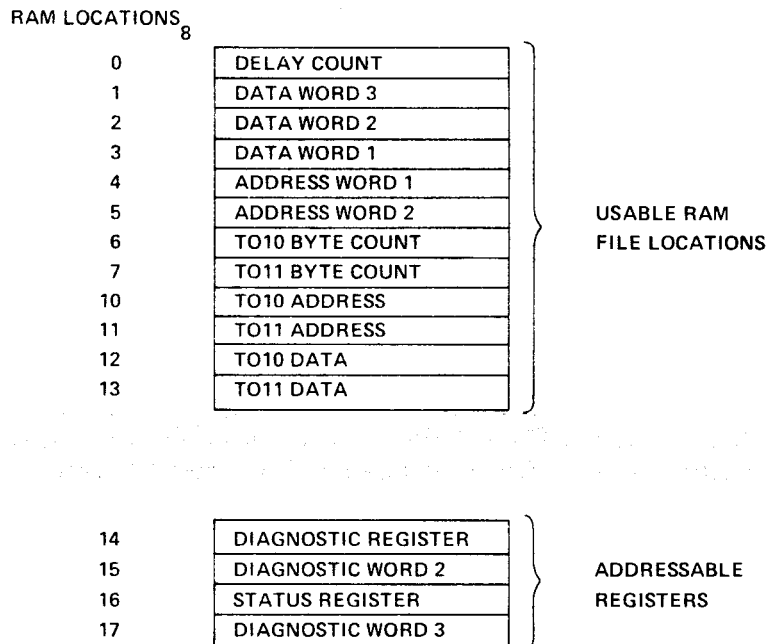 RAM LOCATIONS8
0 DELAY COUNT
1 DATA WORD 3
2 DATA WORD 2
3 DATA WORD 1
4 ADDRESS WORD 1
5 ADDRESS WORD 2
6 TO10 BYTE COUNT
7 TO11 BYTE COUNT
10 TO10 ADDRESS
11 TO11 ADDRESS
12 TO10 DATA
13 TO11 DATA
USABLE RAM
FILE LOCATIONS
14 DIAGNOSTIC REGISTER
15 DIAGNOSTIC WORD 2
16 STATUS REGISTER
17 DIAGNOSTIC WORD 3
ADDRESSABLE
REGISTERS